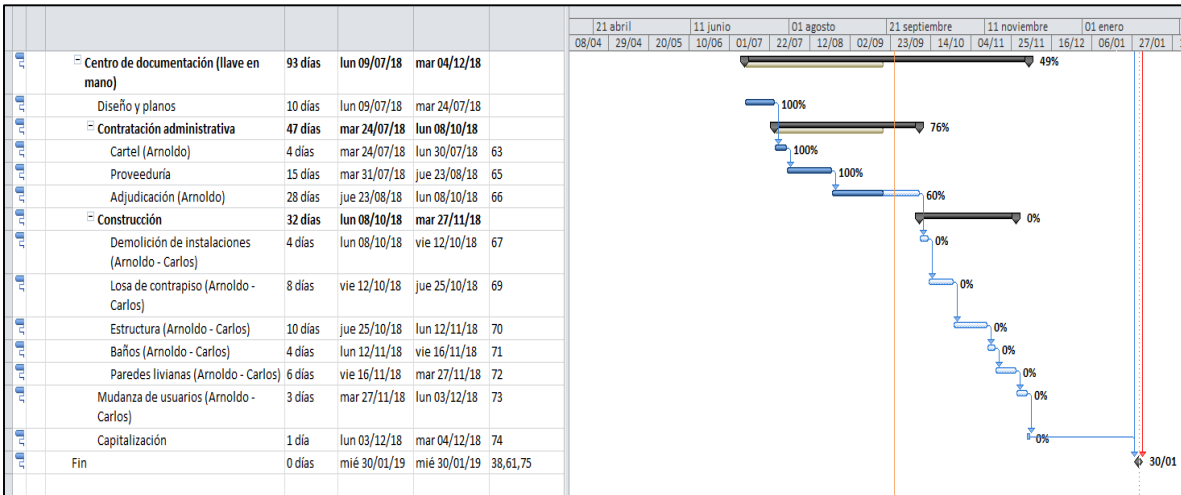 21 abril 11 junio 01 agosto 21 septiembre 11 noviembre 01 enero
08/04 29/04 20/05 10/06 01/07 22/07 12/08 02/09 23/09 14/10 04/11 25/11 16/12 06/01 27/01
Centro de documentación (llave en 93 días lun 09/07/18 mar 04/12/18 49%
mano)
Diseño y planos 10 días lun 09/07/18 mar 24/07/18 100%
Contratación administrativa 47 días mar 24/07/18 lun 08/10/18 76%
Cartel (Arnoldo) 4 días mar 24/07/18 lun 30/07/18 63 100%
Proveeduría 15 días mar 31/07/18 jue 23/08/18 65 100%
Adjudicación (Arnoldo) 28 días jue 23/08/18 lun 08/10/18 66 60%
Construcción 32 días lun 08/10/18 mar 27/11/18 0%
Demolición de instalaciones 4 días lun 08/10/18 vie 12/10/18 67 0%
(Arnoldo - Carlos)
Losa de contrapiso (Arnoldo - 8 días vie 12/10/18 jue 25/10/18 69 0%
Carlos)
Estructura (Arnoldo - Carlos) 10 días jue 25/10/18 lun 12/11/18 70 0%
Baños (Arnoldo - Carlos) 4 días lun 12/11/18 vie 16/11/18 71 0%
Paredes livianas (Arnoldo - Carlos) 6 días vie 16/11/18 mar 27/11/18 72 0%
Mudanza de usuarios (Arnoldo - 3 días mar 27/11/18 lun 03/12/18 73 0%
Carlos)
Capitalización 1 día lun 03/12/18 mar 04/12/18 74 0%
Fin 0 días mié 30/01/19 mié 30/01/19 38,61,75 30/01